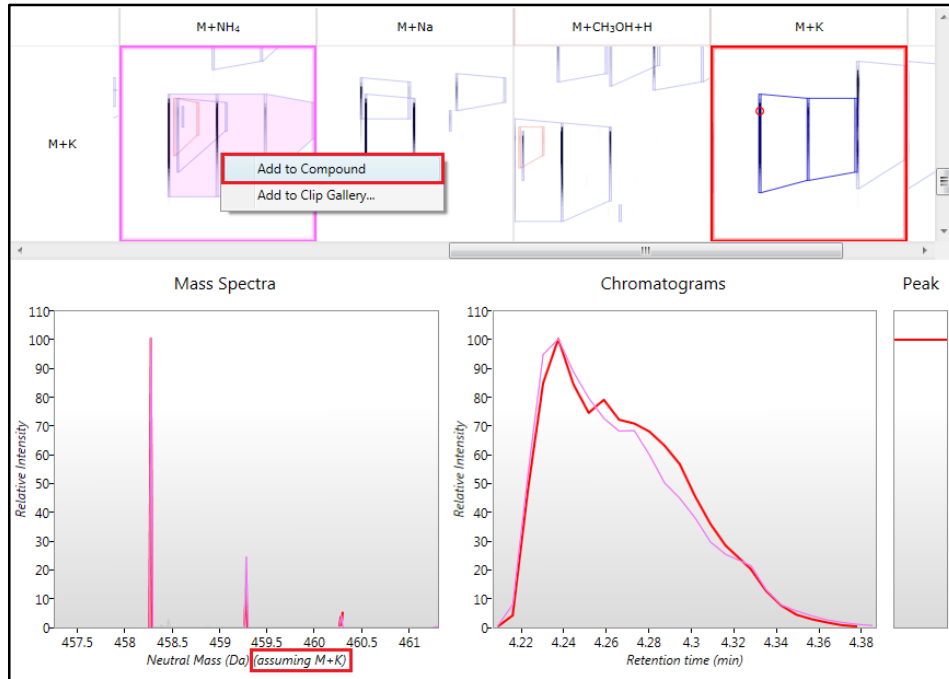 M+NH₄ M+Na M+CH₃OH+H M+K
M+K
Add to Compound
Add to Clip Gallery...
Mass Spectra
Relative Intensity
110
100
90
80
70
60
50
40
30
20
10
0
457.5 458 458.5 459 459.5 460 460.5 461
Neutral Mass (Da) (assuming M+K)
Chromatograms
Relative Intensity
110
100
90
80
70
60
50
40
30
20
10
0
4.22 4.24 4.26 4.28 4.3 4.32 4.34 4.36 4.38
Retention time (min)
Peak